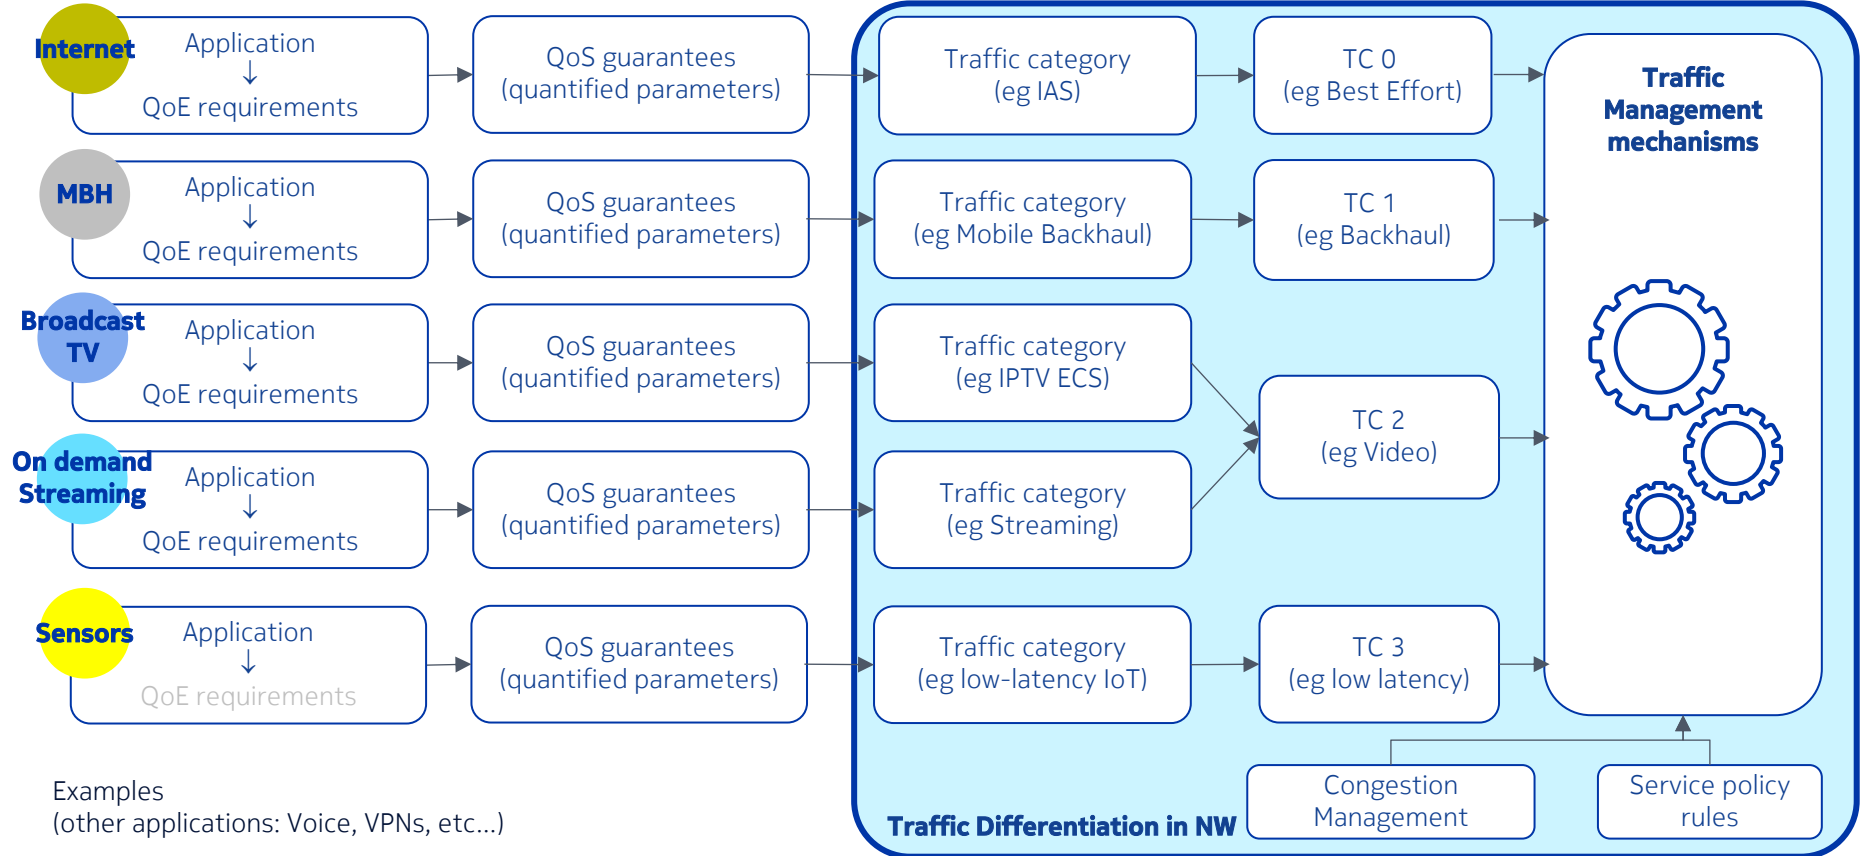 Internet
Application
↓
QoE requirements
QoS guarantees
(quantified parameters)
Traffic category
(eg IAS)
TC 0
(eg Best Effort)
Traffic
Management
mechanisms
MBH
Application
↓
QoE requirements
QoS guarantees
(quantified parameters)
Traffic category
(eg Mobile Backhaul)
TC 1
(eg Backhaul)
Broadcast
TV
Application
↓
QoE requirements
QoS guarantees
(quantified parameters)
Traffic category
(eg IPTV ECS)
TC 2
(eg Video)
On demand
Streaming
Application
↓
QoE requirements
QoS guarantees
(quantified parameters)
Traffic category
(eg Streaming)
Sensors
Application
↓
QoE requirements
QoS guarantees
(quantified parameters)
Traffic category
(eg low-latency IoT)
TC 3
(eg low latency)
Examples
(other applications: Voice, VPNs, etc...)
Traffic Differentiation in NW
Congestion
Management
Service policy
rules